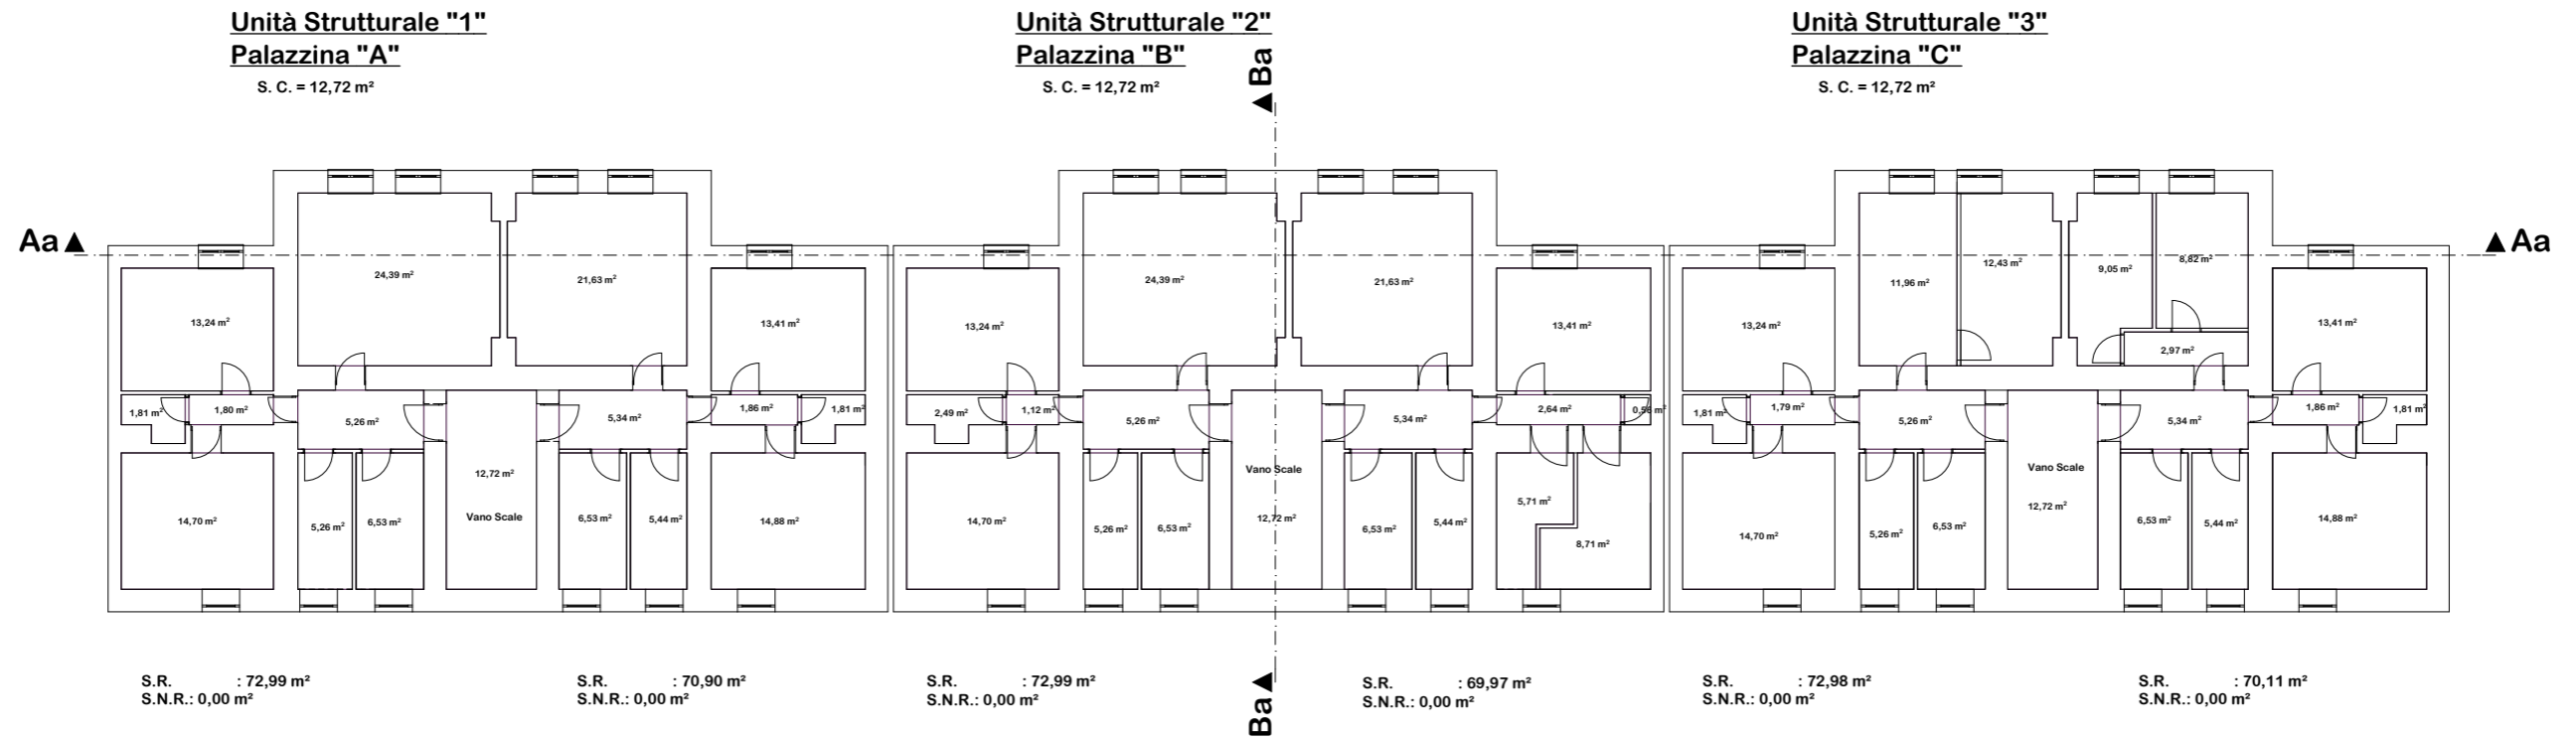 Unità Strutturale "1"
Palazzina "A"
S. C. = 12,72 m²
Unità Strutturale "2"
Palazzina "B"
S. C. = 12,72 m²
Ba
Unità Strutturale "3"
Palazzina "C"
S. C. = 12,72 m²
Aa
Aa
24,39 m²
21,63 m²
13,24 m²
13,41 m²
1,81 m²
1,80 m²
5,26 m²
5,34 m²
1,86 m²
1,81 m²
12,72 m²
Vano Scale
14,70 m²
5,26 m²
6,53 m²
6,53 m²
5,44 m²
14,88 m²
24,39 m²
21,63 m²
13,24 m²
13,41 m²
2,49 m²
1,12 m²
5,26 m²
5,34 m²
2,64 m²
Vano Scale
12,72 m²
14,70 m²
5,26 m²
6,53 m²
6,53 m²
5,44 m²
5,71 m²
8,71 m²
11,96 m²
12,43 m²
9,05 m²
8,82 m²
13,24 m²
2,97 m²
13,41 m²
1,81 m²
1,79 m²
5,26 m²
5,34 m²
1,86 m²
1,81 m²
Vano Scale
12,72 m²
14,70 m²
5,26 m²
6,53 m²
6,53 m²
5,44 m²
14,88 m²
S.R. : 72,99 m²
S.N.R.: 0,00 m²
S.R. : 70,90 m²
S.N.R.: 0,00 m²
S.R. : 72,99 m²
S.N.R.: 0,00 m²
Ba
S.R. : 69,97 m²
S.N.R.: 0,00 m²
S.R. : 72,98 m²
S.N.R.: 0,00 m²
S.R. : 70,11 m²
S.N.R.: 0,00 m²